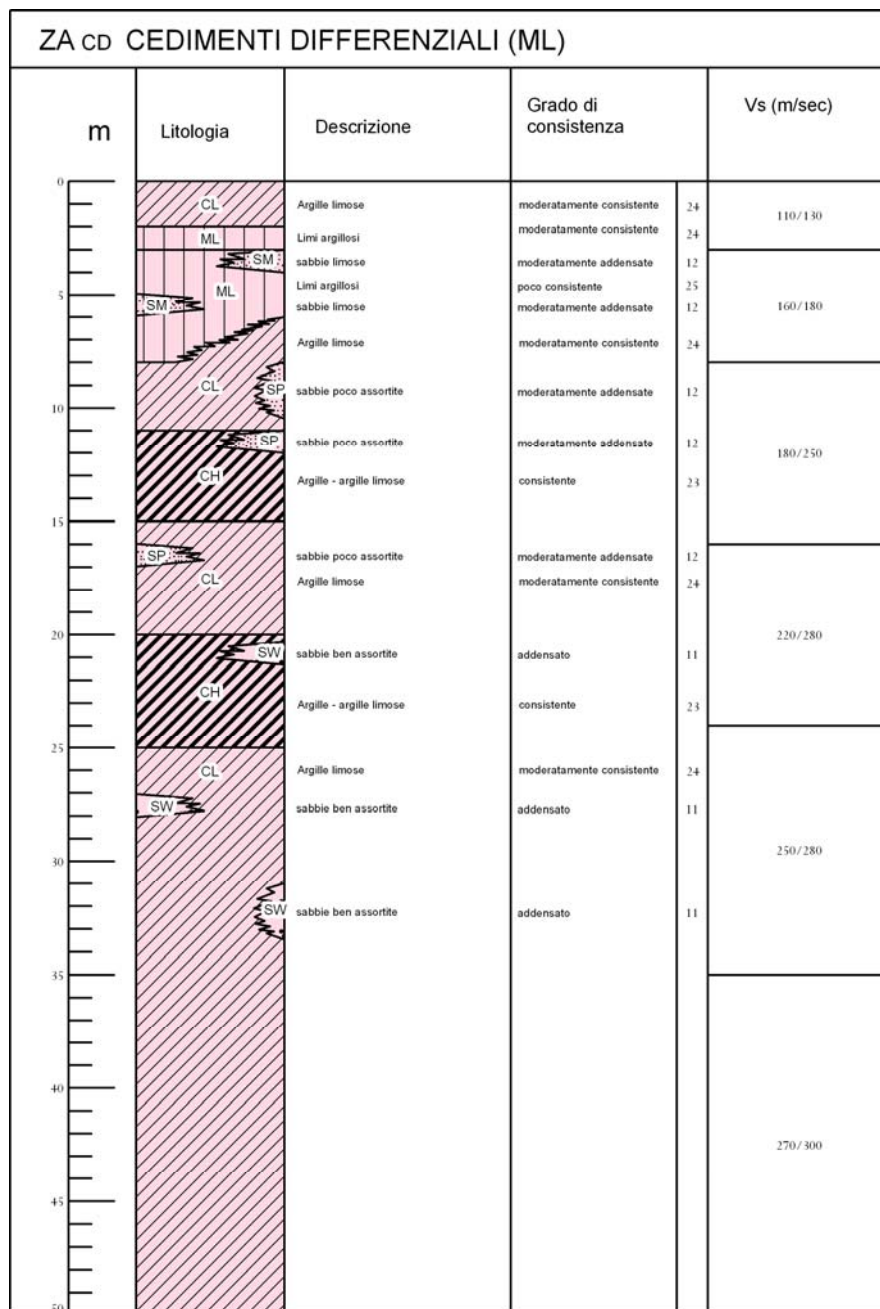 ZA CD CEDIMENTI DIFFERENZIALI (ML)
m
Litologia
Descrizione
Grado di
consistenza
Vs (m/sec)
0
CL Argille limose moderatamente consistente 24
110/130
ML Limi argillosi moderatamente consistente 24
SM sabbie limose moderatamente addensate 12
ML Limi argillosi poco consistente 25
5
SM sabbie limose moderatamente addensate 12
160/180
Argille limose moderatamente consistente 24
CL SP sabbie poco assortite moderatamente addensate 12
10
SP sabbie poco assortite moderatamente addensate 12
180/250
CH Argille - argille limose consistente 23
15
SP sabbie poco assortite moderatamente addensate 12
CL Argille limose moderatamente consistente 24
20
220/280
SW sabbie ben assortite addensato 11
CH Argille - argille limose consistente 23
25
CL Argille limose moderatamente consistente 24
SW sabbie ben assortite addensato 11
250/280
30
SW sabbie ben assortite addensato 11
35
40
270/300
45
50